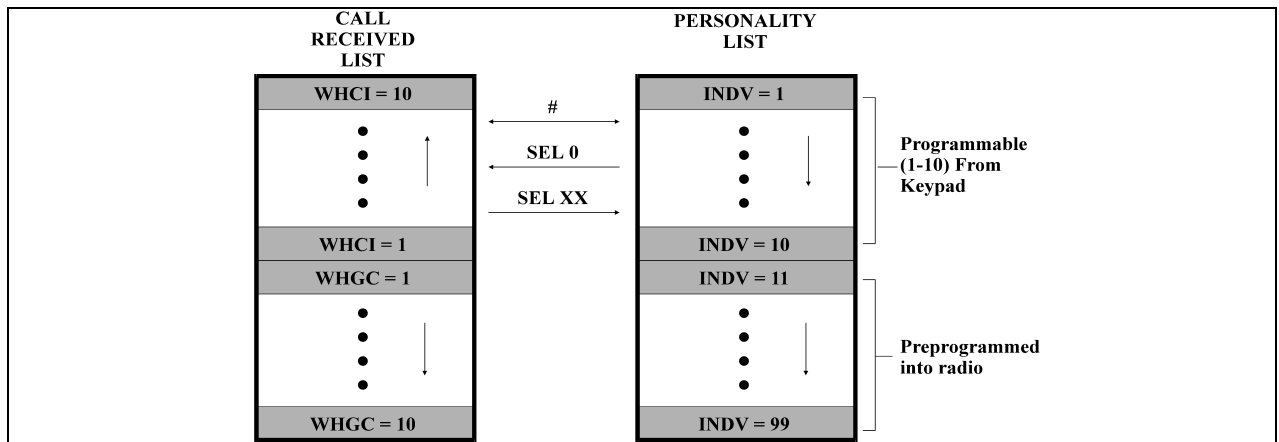 CALL
RECEIVED
LIST
PERSONALITY
LIST
WHCI = 10
#
INDV = 1
SEL 0
Programmable
(1-10) From
Keypad
SEL XX
WHCI = 1
INDV = 10
WHGC = 1
INDV = 11
Preprogrammed
into radio
WHGC = 10
INDV = 99